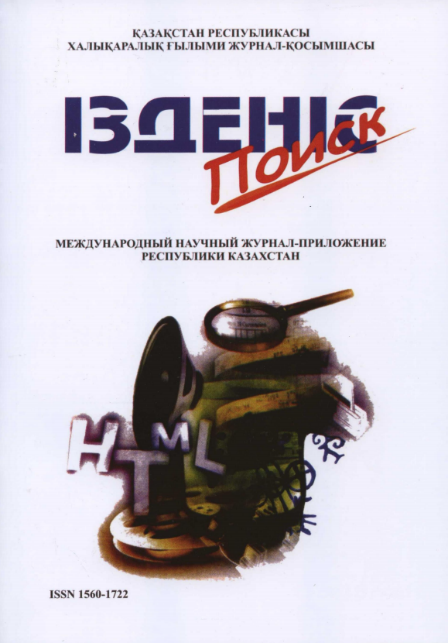 ҚАЗАҚСТАН РЕСПУБЛИКАСЫ
ХАЛЫҚАРАЛЫҚ ҒЫЛЫМИ ЖУРНАЛ-ҚОСЫМШАСЫ
ІЗДЕНІС
Поиск
МЕЖДУНАРОДНЫЙ НАУЧНЫЙ ЖУРНАЛ-ПРИЛОЖЕНИЕ
РЕСПУБЛИКИ КАЗАХСТАН
HTML
ISSN 1560-1722